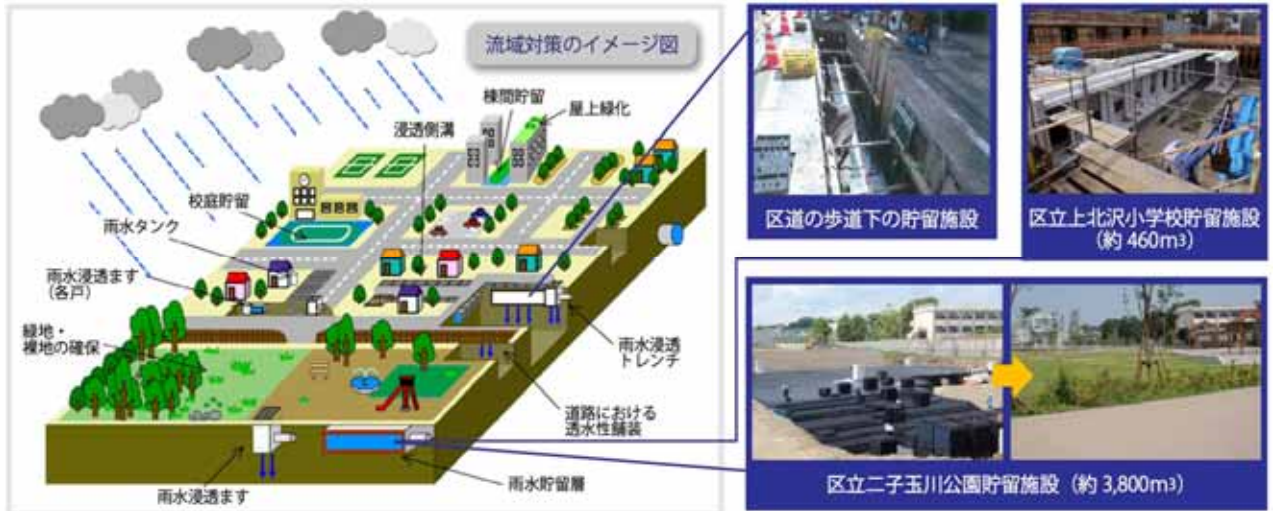 流域対策のイメージ図
棟間貯留
屋上緑化
浸透側溝
校庭貯留
雨水タンク
雨水浸透ます
(各戸)
緑地・
裸地の確保
雨水浸透
トレンチ
道路における
透水性舗装
雨水浸透ます
雨水貯留層
区道の歩道下の貯留施設
区立上北沢小学校貯留施設
(約 460m³)
区立二子玉川公園貯留施設(約 3,800m³)